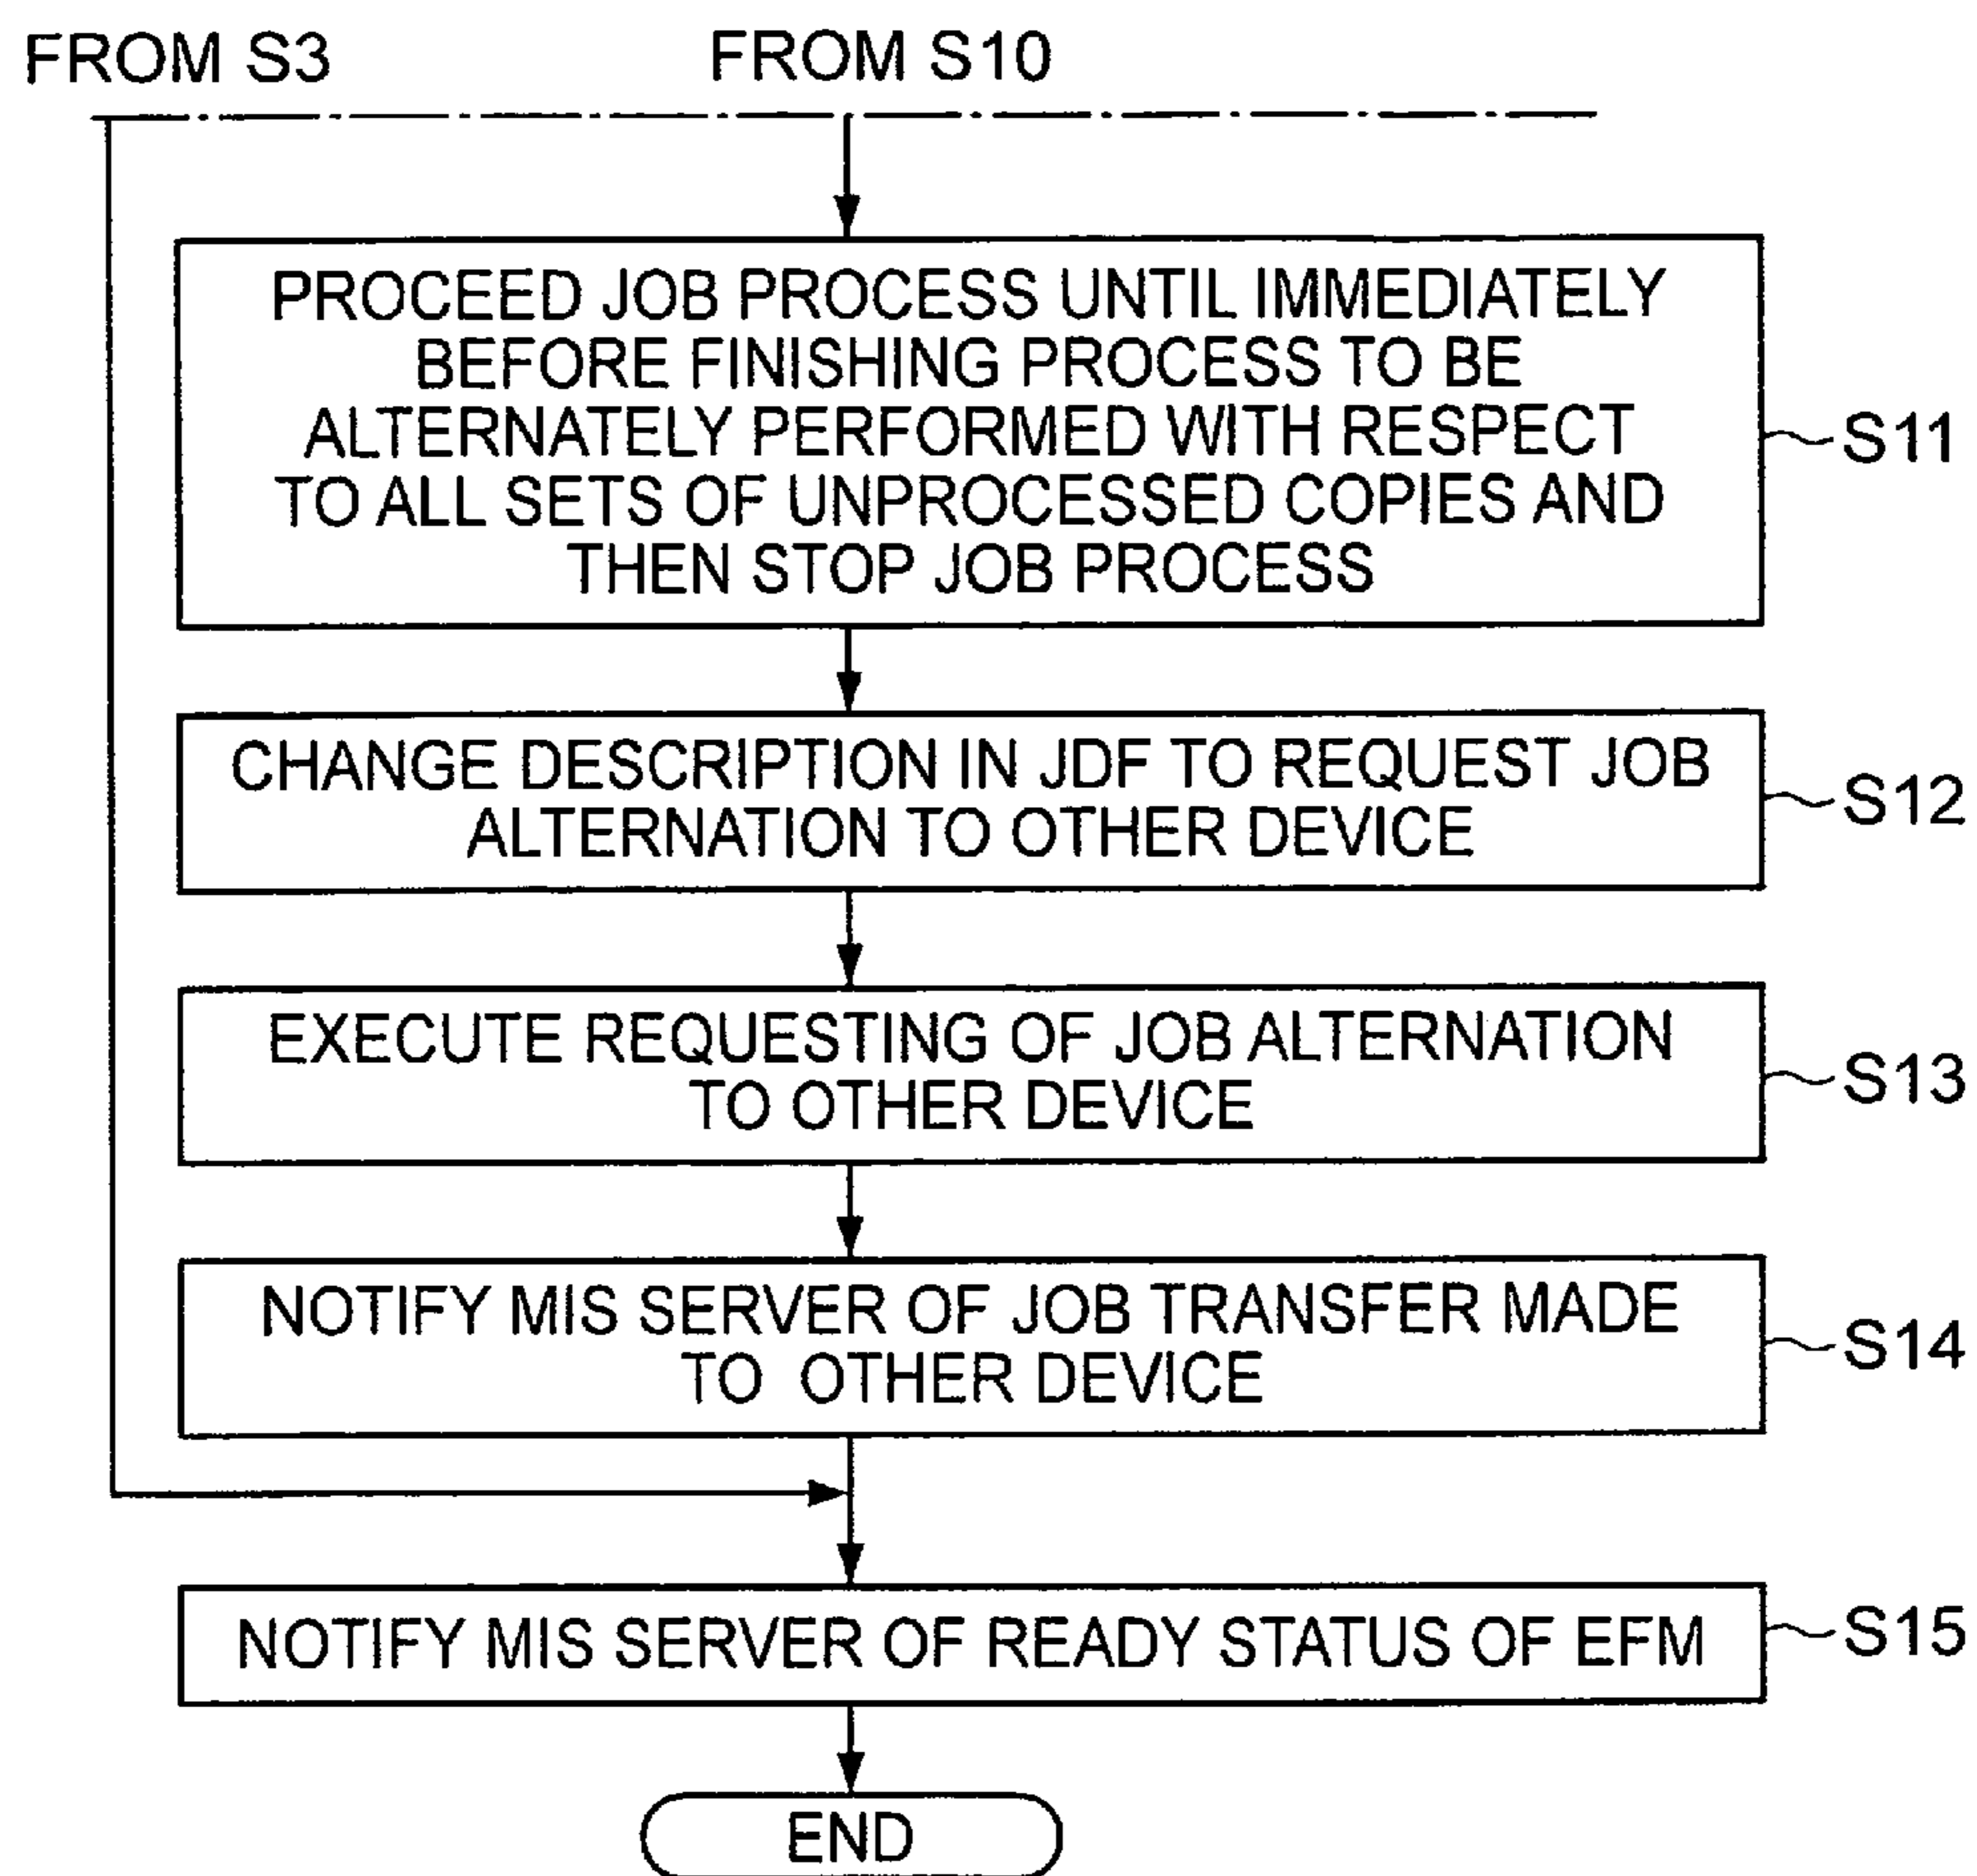 FROM S3
FROM S10
PROCEED JOB PROCESS UNTIL IMMEDIATELY
BEFORE FINISHING PROCESS TO BE
ALTERNATELY PERFORMED WITH RESPECT
TO ALL SETS OF UNPROCESSED COPIES AND
THEN STOP JOB PROCESS
S11
CHANGE DESCRIPTION IN JDF TO REQUEST JOB
ALTERNATION TO OTHER DEVICE
S12
EXECUTE REQUESTING OF JOB ALTERNATION
TO OTHER DEVICE
S13
NOTIFY MIS SERVER OF JOB TRANSFER MADE
TO OTHER DEVICE
S14
NOTIFY MIS SERVER OF READY STATUS OF EFM
S15
END